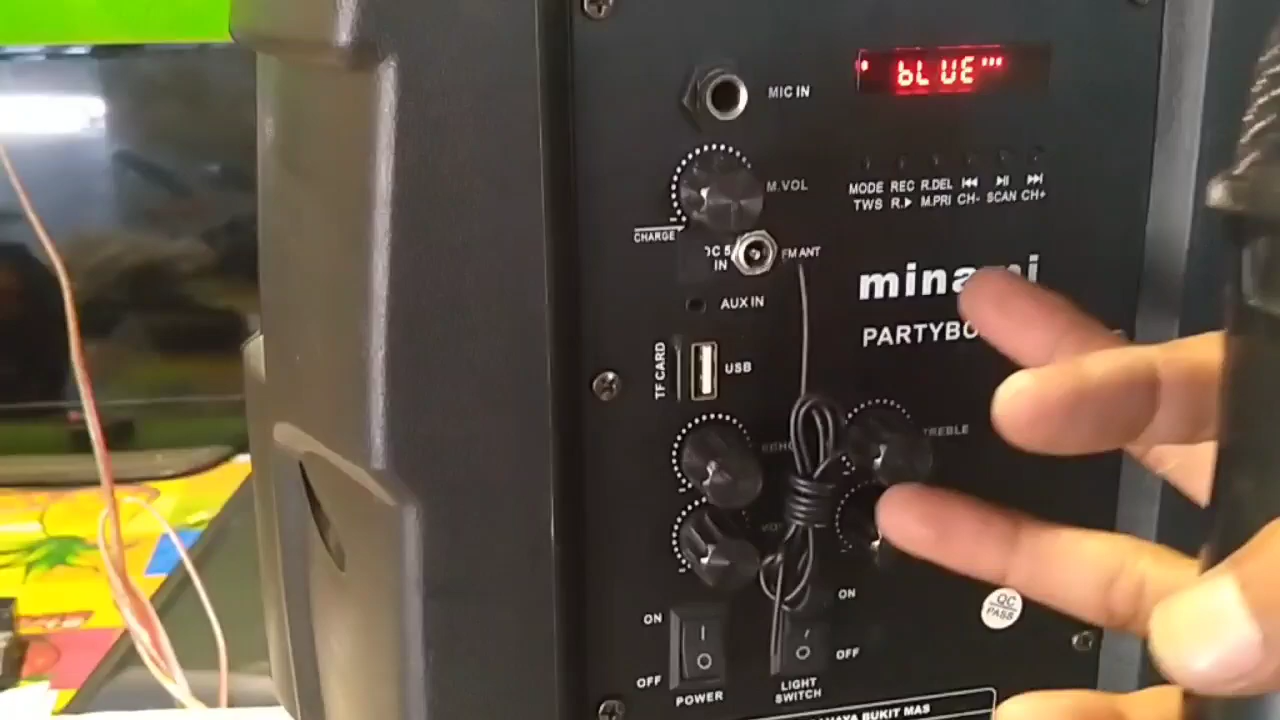 bLUE
MIC IN
M.VOL
MODE REC R.DEL
TWS R. M.PRI CH- SCAN CH+
CHARGE
IN
FM ANT
AUX IN
TF CARD
USB
PARTYBO
TREBLE
ON
ON
OFF
OFF
POWER
LIGHT
SWITCH
QC
PASS
BUKIT MAS